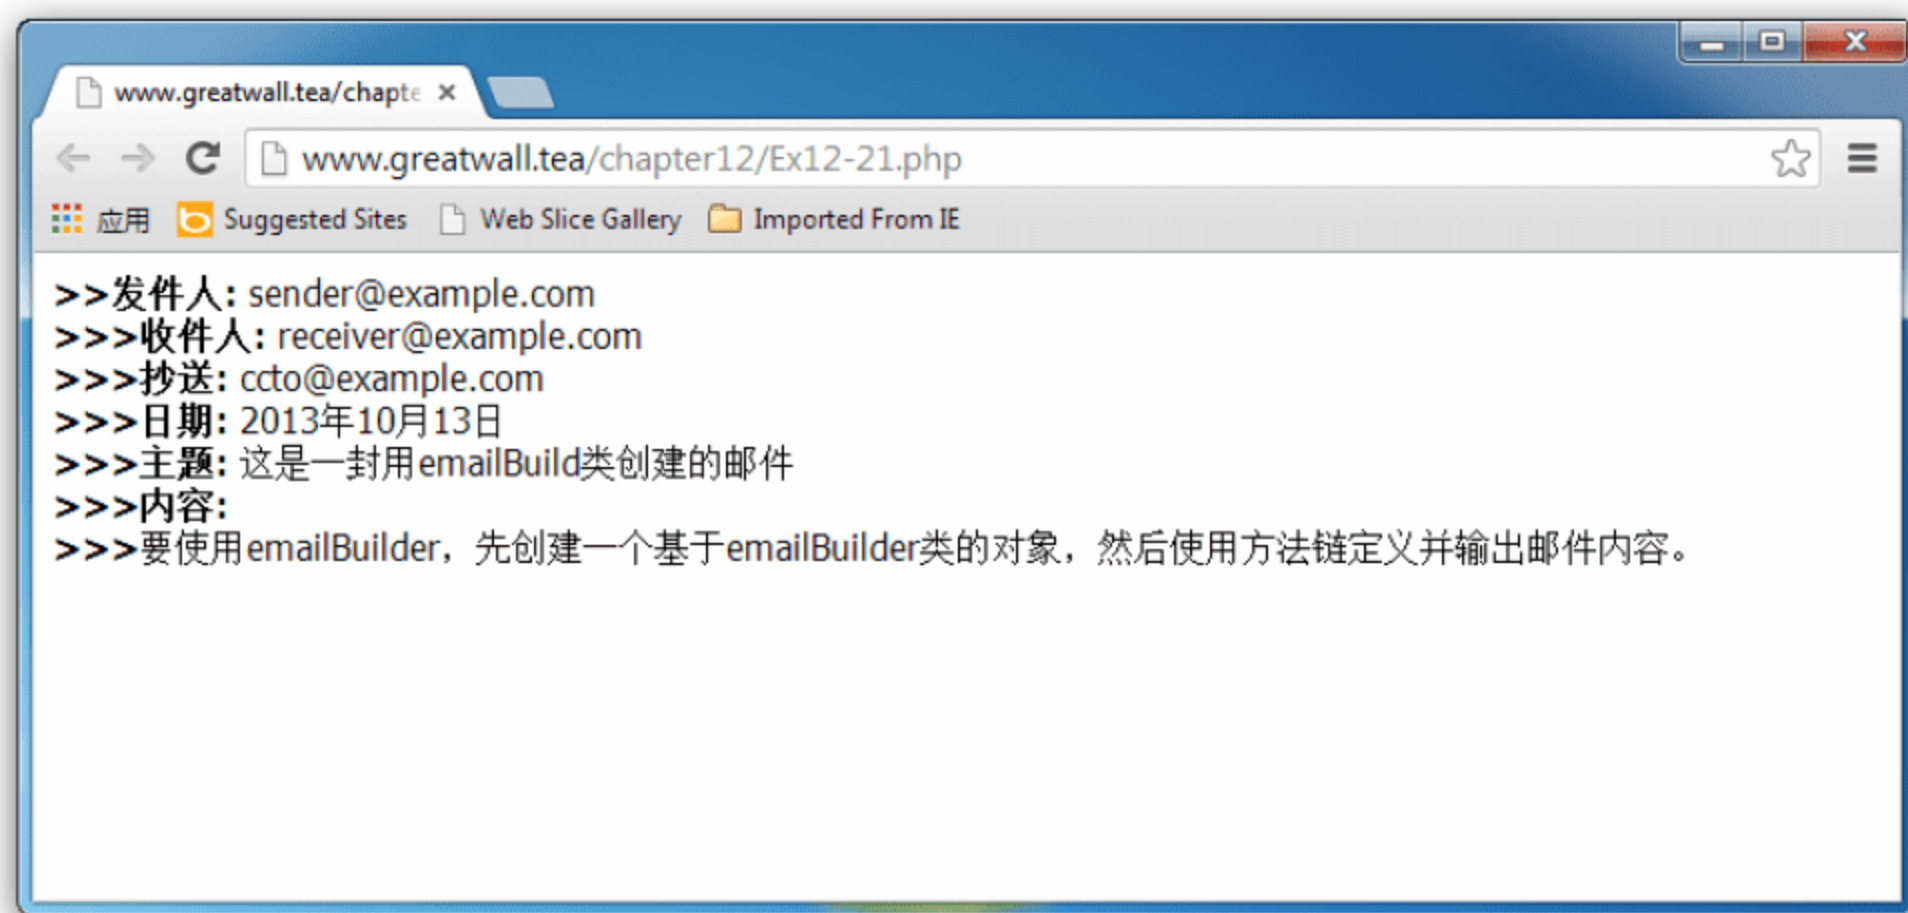 www.greatwall.tea/chapte
www.greatwall.tea/chapter12/Ex12-21.php
应用 Suggested Sites Web Slice Gallery Imported From IE
>>发件人: sender@example.com
>>>收件人: receiver@example.com
>>>抄送: ccto@example.com
>>>日期: 2013年10月13日
>>>主题: 这是一封用emailBuild类创建的邮件
>>>内容:
>>>要使用emailBuilder，先创建一个基于emailBuilder类的对象，然后使用方法链定义并输出邮件内容。